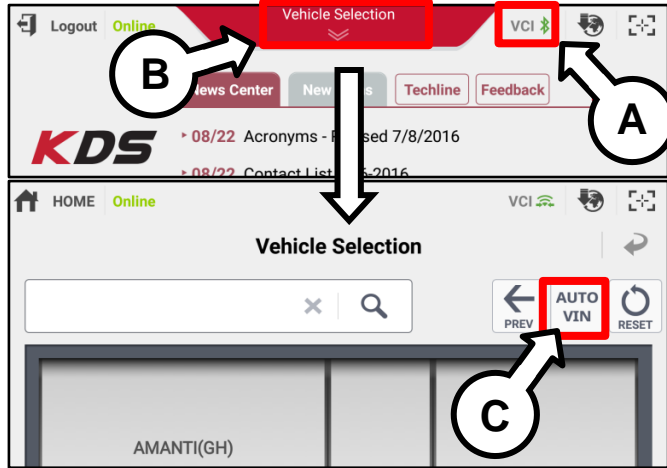 Vehicle Selection
Logout Online
VCI
B
A
News Center
New
s
Techline
Feedback
KDS
08/22 Acronyms -
sed 7/8/2016
08/22 Contact List
-2016
HOME Online
VCI
Vehicle Selection
PREV
AUTO
VIN
RESET
C
AMANTI(GH)